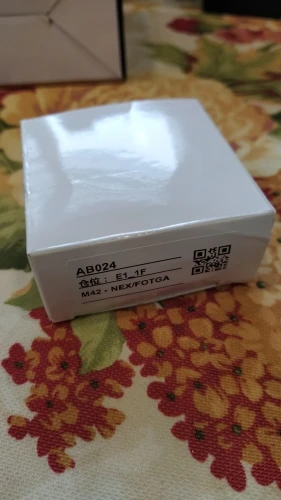 AB024
仓位： E1_1F
M42 - NEX/FOTGA